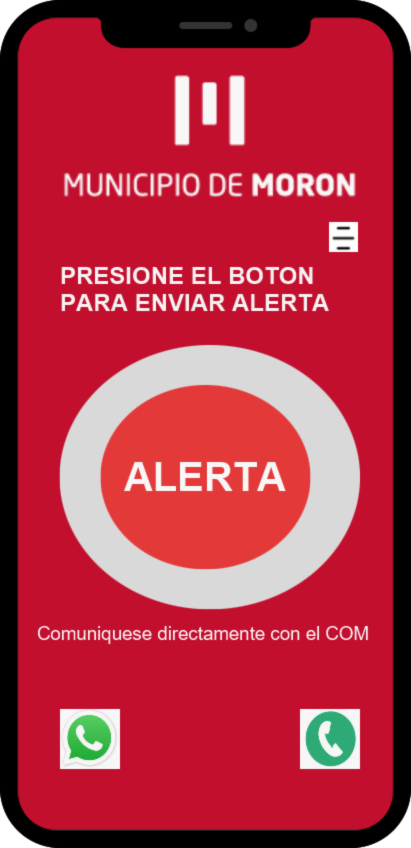 MUNICIPIO DE MORON
PRESIONE EL BOTON
PARA ENVIAR ALERTA
ALERTA
Comuniquese directamente con el COM